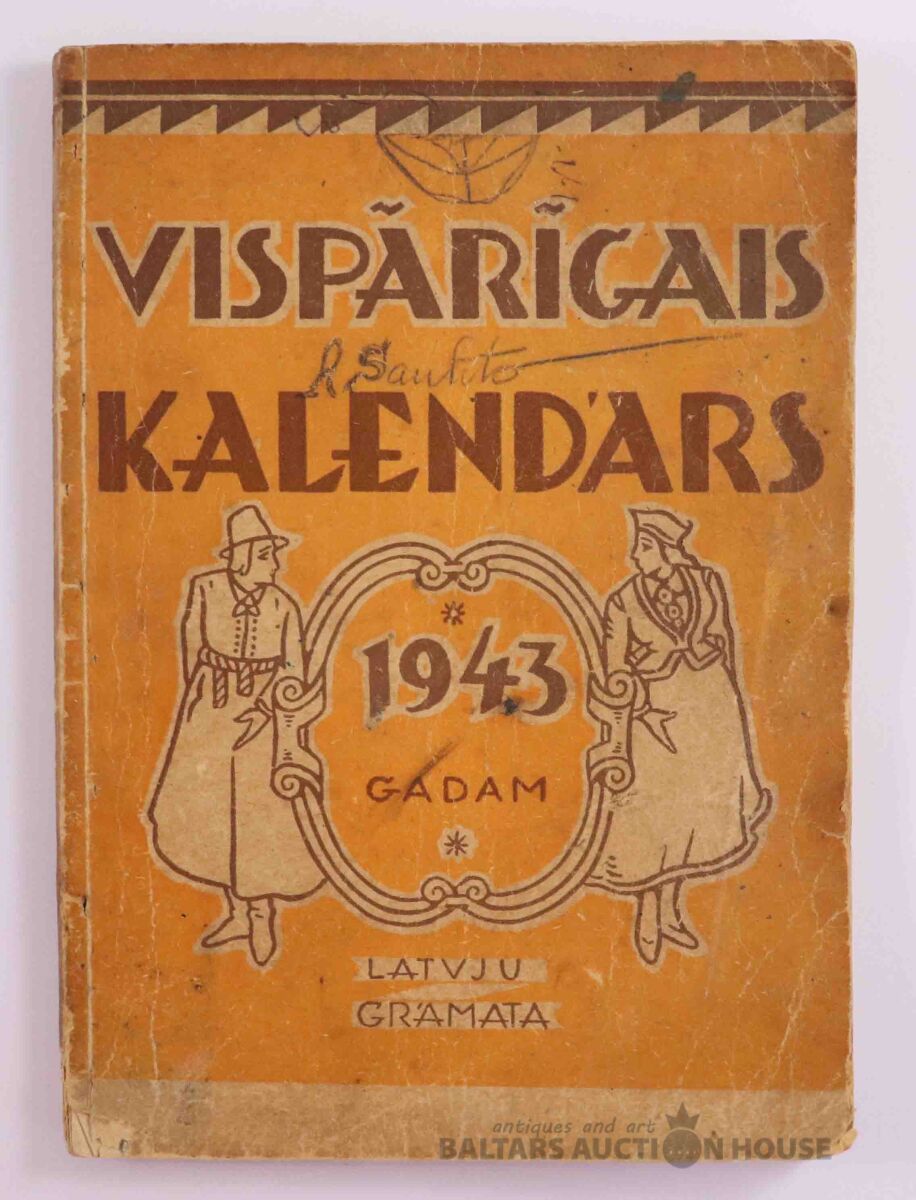 VISPĀRĪGAIS
KALENDĀRS
1943
GADAM
LATVJU
GRĀMATA
antiques and art
BALTARS AUCTION HOUSE